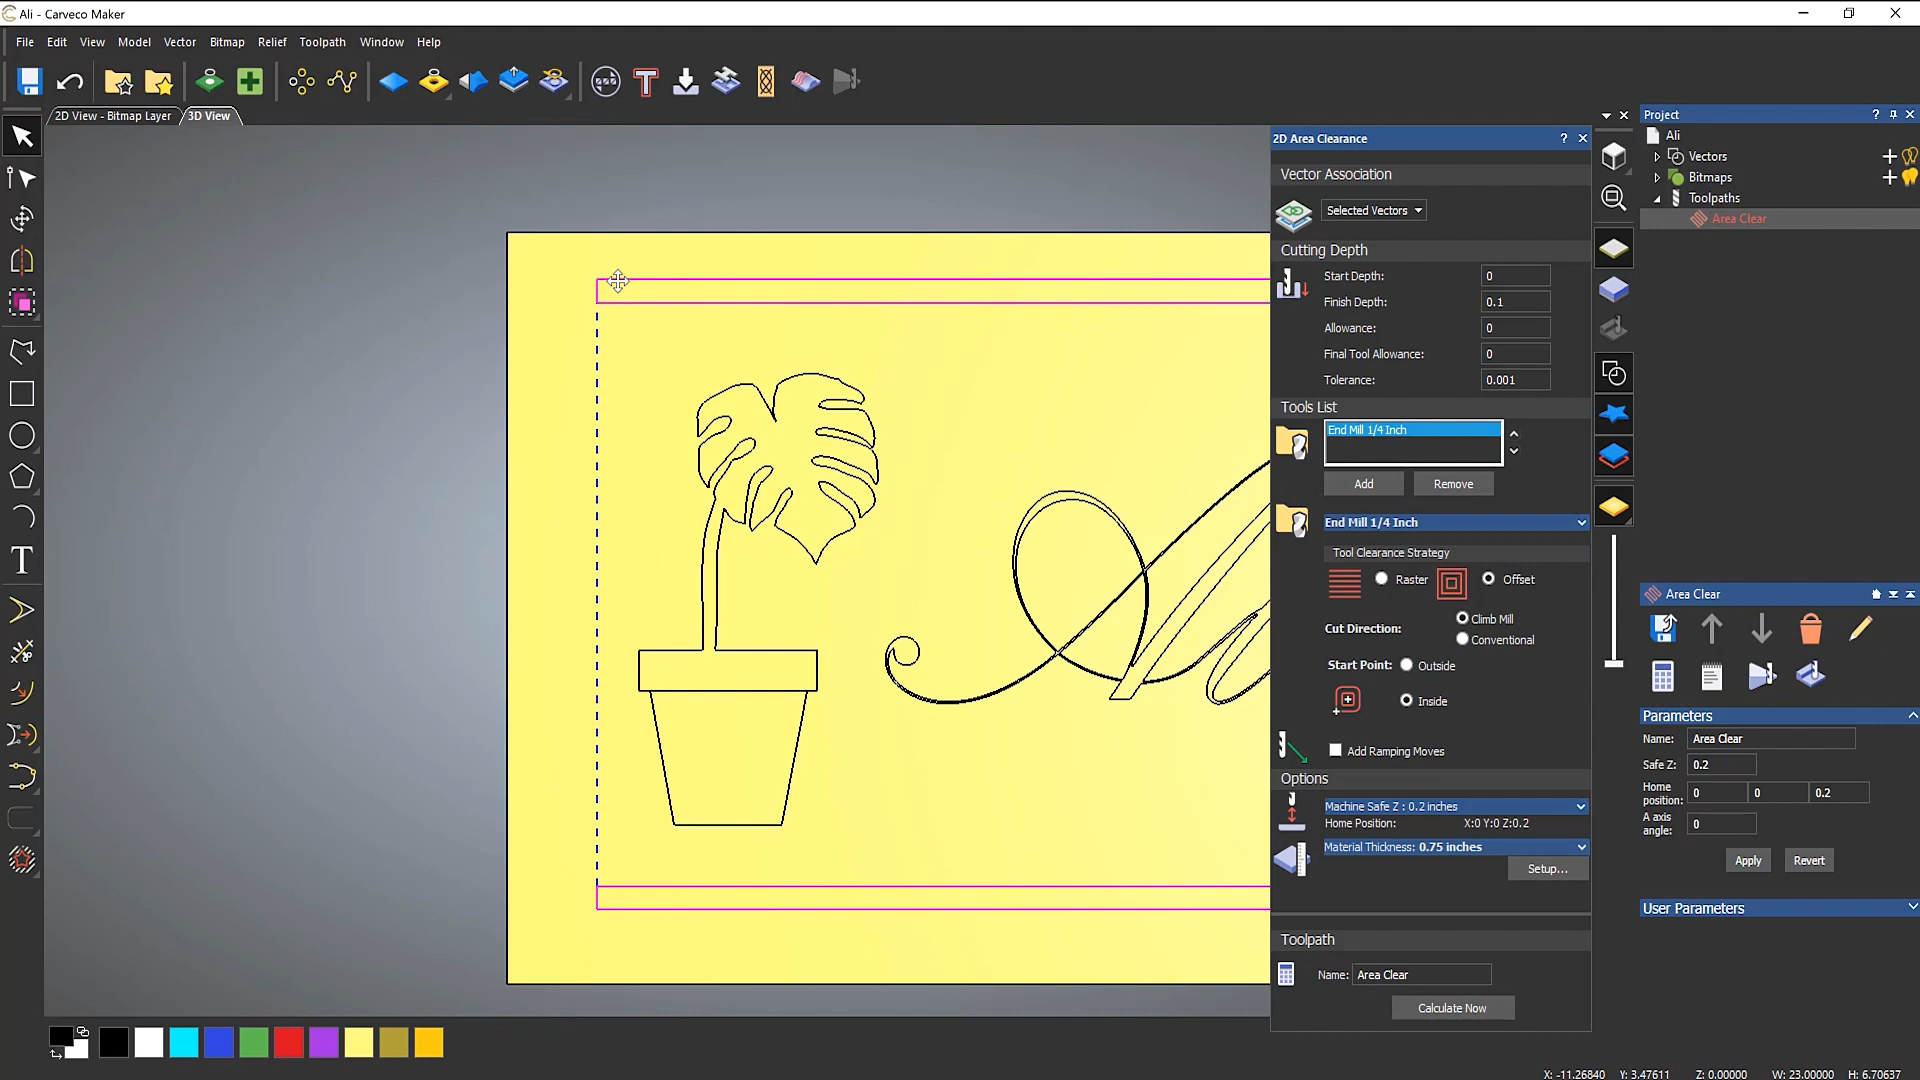 Ali - Carveco Maker
File Edit View Model Vector Bitmap Relief Toolpath Window Help
2D View - Bitmap Layer 3D View
2D Area Clearance ?
Vector Association
Selected Vectors
Cutting Depth
Start Depth: 0
Finish Depth: 0.1
Allowance: 0
Final Tool Allowance: 0
Tolerance: 0.001
Tools List
End Mill 1/4 Inch
Add Remove
End Mill 1/4 Inch
Tool Clearance Strategy
Raster Offset
Cut Direction: Climb Mill
Conventional
Start Point: Outside
Inside
Add Ramping Moves
Options
Machine Safe Z : 0.2 inches
Home Position: X:0 Y:0 Z:0.2
Material Thickness: 0.75 inches
Setup...
Toolpath
Name: Area Clear
Calculate Now
Project ?
Ali
Vectors
Bitmaps
Toolpaths
Area Clear
Area Clear
Parameters
Name: Area Clear
Safe Z: 0.2
Home
position: 0 0 0.2
A axis
angle: 0
Apply Revert
User Parameters
X: -11.26840 Y: 3.47611 Z: 0.00000 W: 23.00000 H: 6.70637